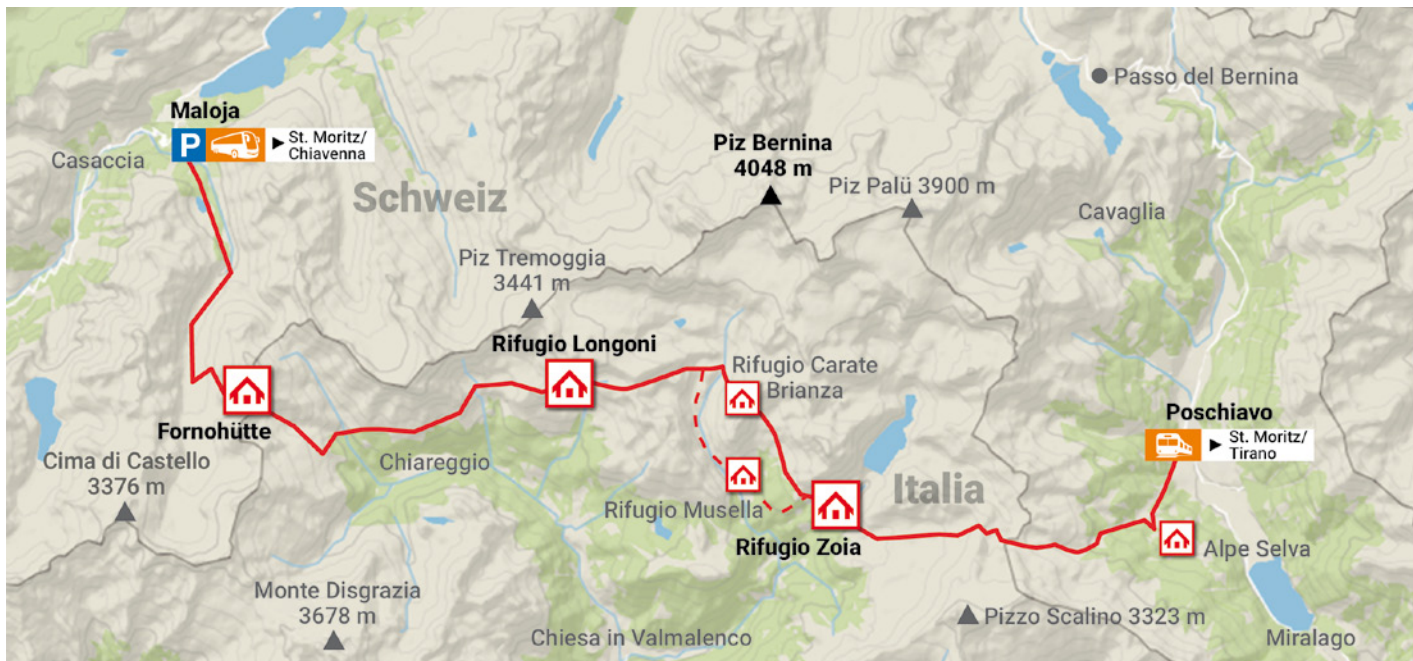 Maloja
P
St. Moritz/
Chiavenna
Casaccia
Schweiz
Piz Bernina
4048 m
Piz Palü 3900 m
Passo del Bernina
Cavaglia
Piz Tremoggia
3441 m
Rifugio Longoni
Rifugio Carate
Brianza
Fornohütte
Cima di Castello
3376 m
Chiareggio
Rifugio Musella
Italia
Rifugio Zoia
Poschiavo
St. Moritz/
Tirano
Alpe Selva
Monte Disgrazia
3678 m
Chiesa in Valmalenco
Pizzo Scalino 3323 m
Miralago